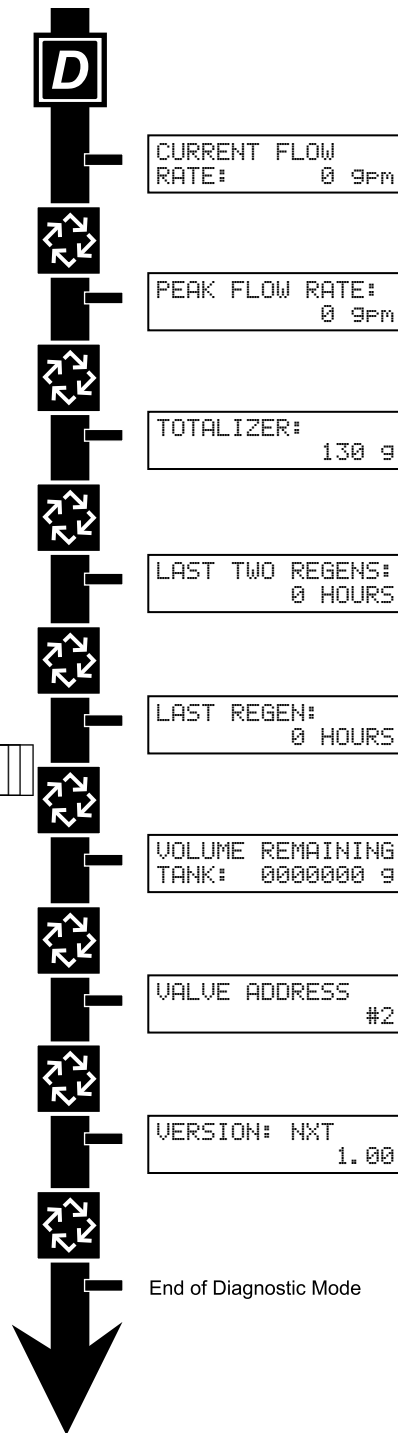 D
CURRENT FLOW
RATE: 0 gpm
PEAK FLOW RATE:
0 gpm
TOTALIZER:
130 g
LAST TWO REGENS:
0 HOURS
LAST REGEN:
0 HOURS
VOLUME REMAINING
TANK: 0000000 g
VALVE ADDRESS
#2
VERSION: NXT
1.00
End of Diagnostic Mode